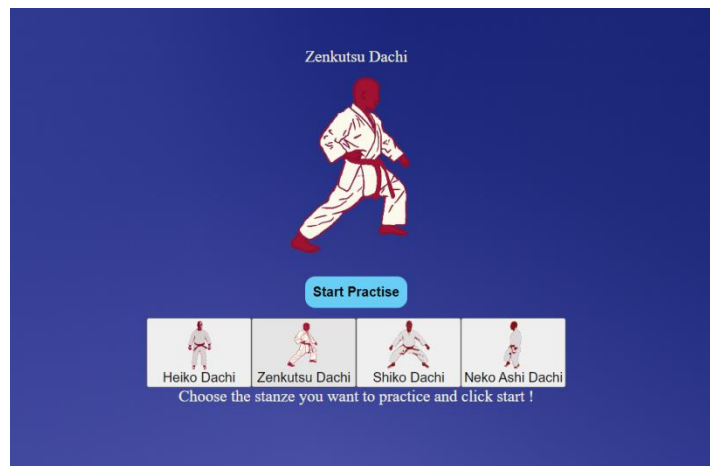 Zenkutsu Dachi
Start Practise
Heiko Dachi
Zenkutsu Dachi
Shiko Dachi
Neko Ashi Dachi
Choose the stanze you want to practice and click start !